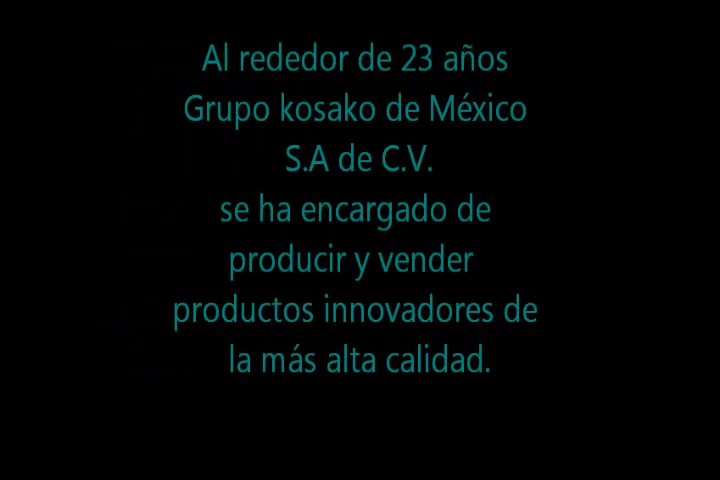 Al rededor de 23 años
Grupo kosako de México
S.A de C.V.
se ha encargado de
producir y vender
productos innovadores de
la más alta calidad.